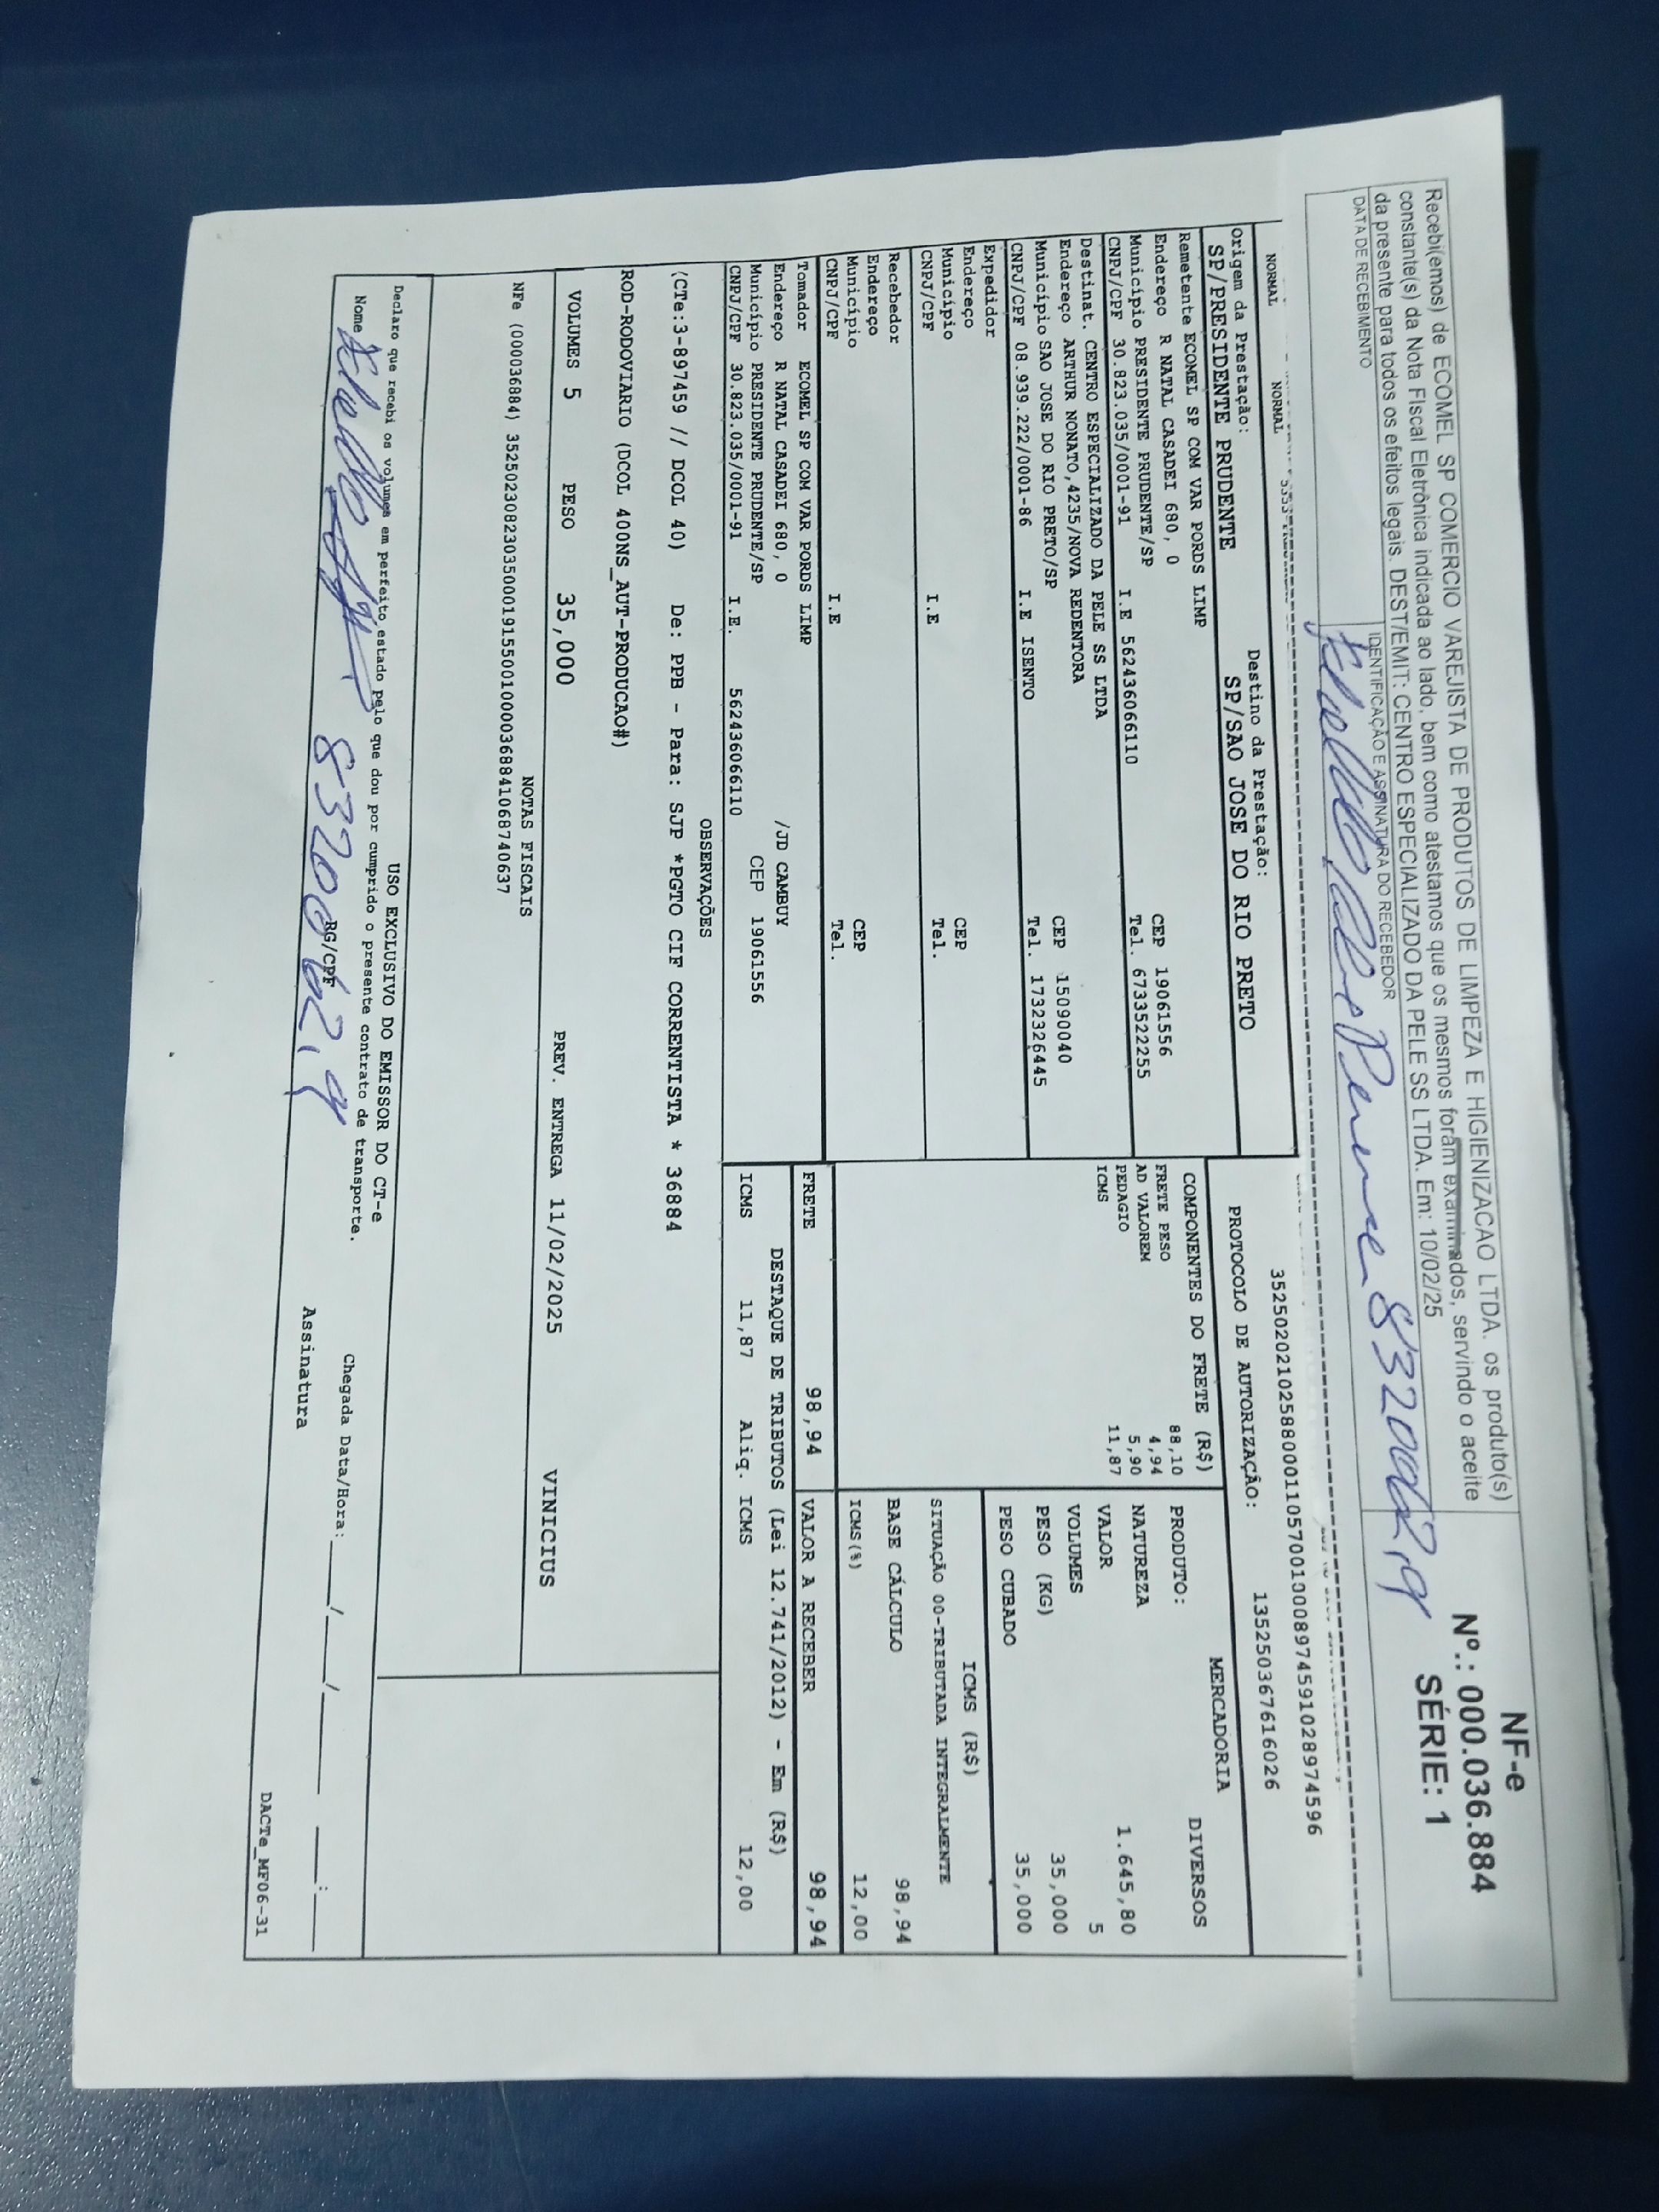 Recebi(emos) de ECOMEL SP COMERCIO VAREJISTA DE PRODUTOS DE LIMPEZA E HIGIENIZACAO LTDA. os produto(s)
constante(s) da Nota Fiscal Eletrônica indicada ao lado, bem como atestamos que os mesmos foram examinados, servindo o aceite
da presente para todos os efeitos legais. DEST/EMIT: CENTRO ESPECIALIZADO DA PELE SS LTDA. Em: 10/02/25
DATA DE RECEBIMENTO
IDENTIFICAÇÃO E ASSINATURA DO RECEBEDOR
NF-e
Nº.: 000.036.884
SÉRIE: 1
NORMAL NORMAL
35250202102588000110570010008974591028974596
Origem da Prestação: Destino da Prestação:
SP/PRESIDENTE PRUDENTE SP/SAO JOSE DO RIO PRETO
PROTOCOLO DE AUTORIZAÇÃO: 135250367616026
Remetente ECOMEL SP COM VAR PORDS LIMP
Endereço R NATAL CASADEI 680, 0 CEP 19061556
Município PRESIDENTE PRUDENTE/SP Tel. 6733522255
CNPJ/CPF 30.823.035/0001-91 I.E 562436066110
Destinat. CENTRO ESPECIALIZADO DA PELE SS LTDA
Endereço ARTHUR NONATO,4235/NOVA REDENTORA CEP 15090040
Município SAO JOSE DO RIO PRETO/SP Tel. 1732326445
CNPJ/CPF 08.939.222/0001-86 I.E ISENTO
Expedidor
Endereço CEP
Município Tel.
CNPJ/CPF I.E
Recebedor
Endereço
Município CEP
CNPJ/CPF I.E Tel.
Tomador ECOMEL SP COM VAR PORDS LIMP
Endereço R NATAL CASADEI 680, 0 /JD CAMBUY
Município PRESIDENTE PRUDENTE/SP CEP 19061556
CNPJ/CPF 30.823.035/0001-91 I.E. 562436066110
COMPONENTES DO FRETE (R$)
FRETE PESO 88,10
AD VALOREM 4,94
PEDAGIO 5,90
ICMS 11,87
MERCADORIA
PRODUTO: DIVERSOS
NATUREZA
VALOR 1.645,80
VOLUMES 5
PESO (KG) 35,000
PESO CUBADO 35,000
ICMS (R$)
SITUAÇÃO 00-TRIBUTADA INTEGRALMENTE
BASE CÁLCULO 98,94
ICMS(%) 12,00
FRETE 98,94 VALOR A RECEBER 98,94
DESTAQUE DE TRIBUTOS (Lei 12.741/2012) - Em (R$)
ICMS 11,87 Aliq. ICMS 12,00
OBSERVAÇÕES
(CTe:3-897459 // DCOL 40) De: PPB - Para: SJP *PGTO CIF CORRENTISTA * 36884
ROD-RODOVIARIO (DCOL 400NS_AUT-PRODUCAO#)
VOLUMES 5 PESO 35,000 PREV. ENTREGA 11/02/2025 VINICIUS
NOTAS FISCAIS
NFe (000036884) 35250230823035000191550010000368841068740637
USO EXCLUSIVO DO EMISSOR DO CT-e
Declaro que recebi os volumes em perfeito estado pelo que dou por cumprido o presente contrato de transporte.
Nome RG/CPF Assinatura Chegada Data/Hora:___/___/_____ ___:___
DACTe_MF06-31